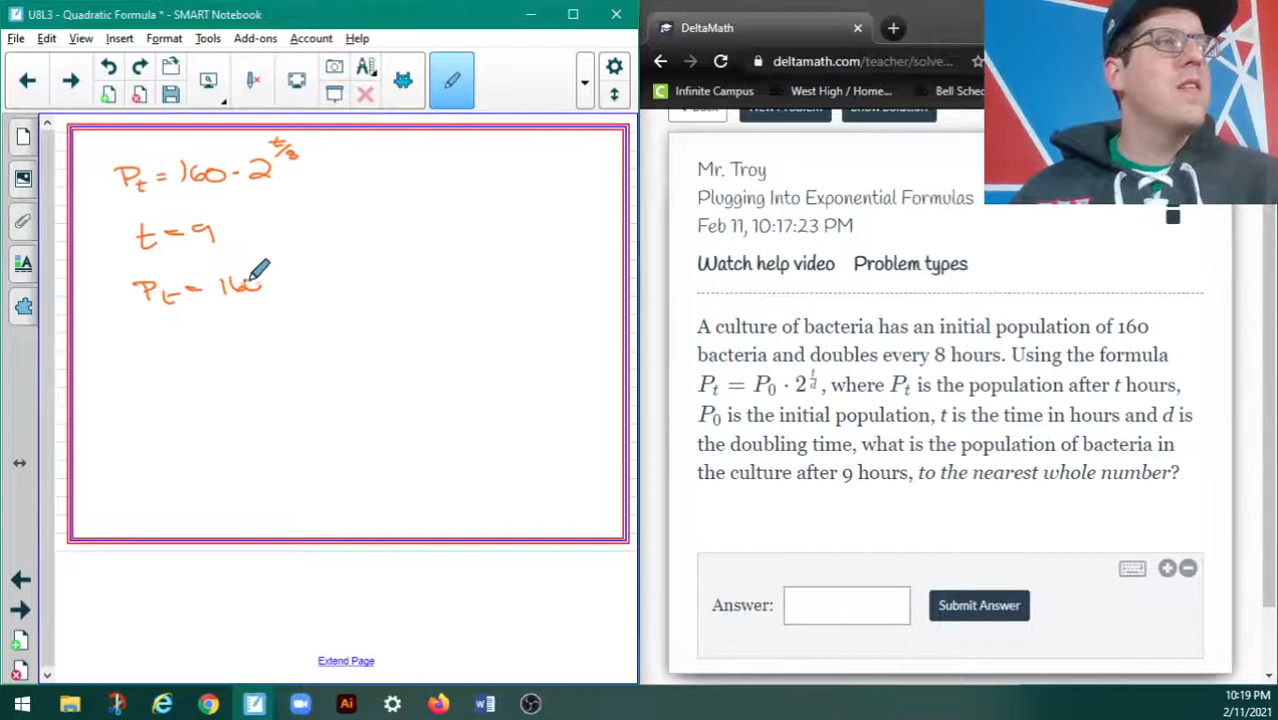 U8L3 - Quadratic Formula * - SMART Notebook
File Edit View Insert Format Tools Add-ons Account Help
P_t = 160 · 2^{t/8}
t = 9
P_t = 160
Extend Page
DeltaMath
deltamath.com/teacher/solve...
Infinite Campus West High / Home... Bell Sched
Mr. Troy
Plugging Into Exponential Formulas
Feb 11, 10:17:23 PM
Watch help video Problem types
A culture of bacteria has an initial population of 160
bacteria and doubles every 8 hours. Using the formula
P_t = P_0 · 2^{t/d}, where P_t is the population after t hours,
P_0 is the initial population, t is the time in hours and d is
the doubling time, what is the population of bacteria in
the culture after 9 hours, to the nearest whole number?
Answer: Submit Answer
10:19 PM
2/11/2021